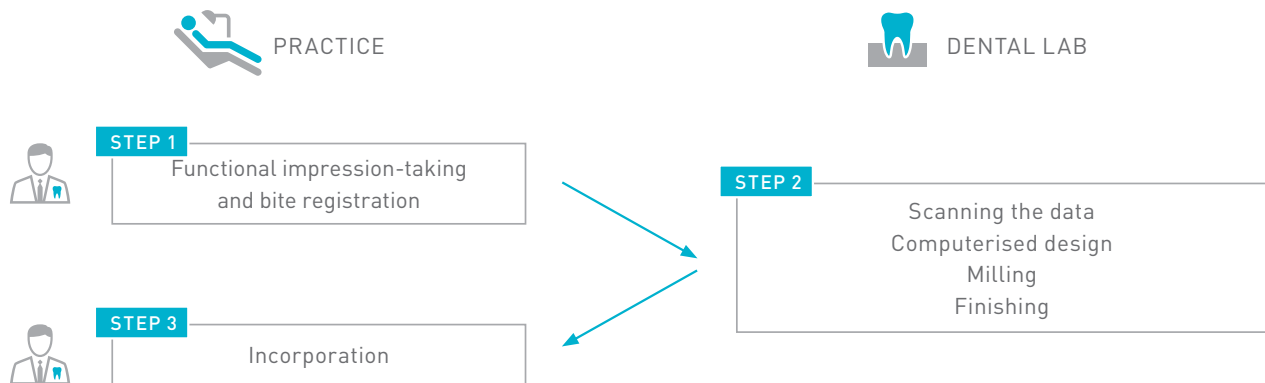 PRACTICE
DENTAL LAB
STEP 1
Functional impression-taking
and bite registration
STEP 2
Scanning the data
Computerised design
Milling
Finishing
STEP 3
Incorporation